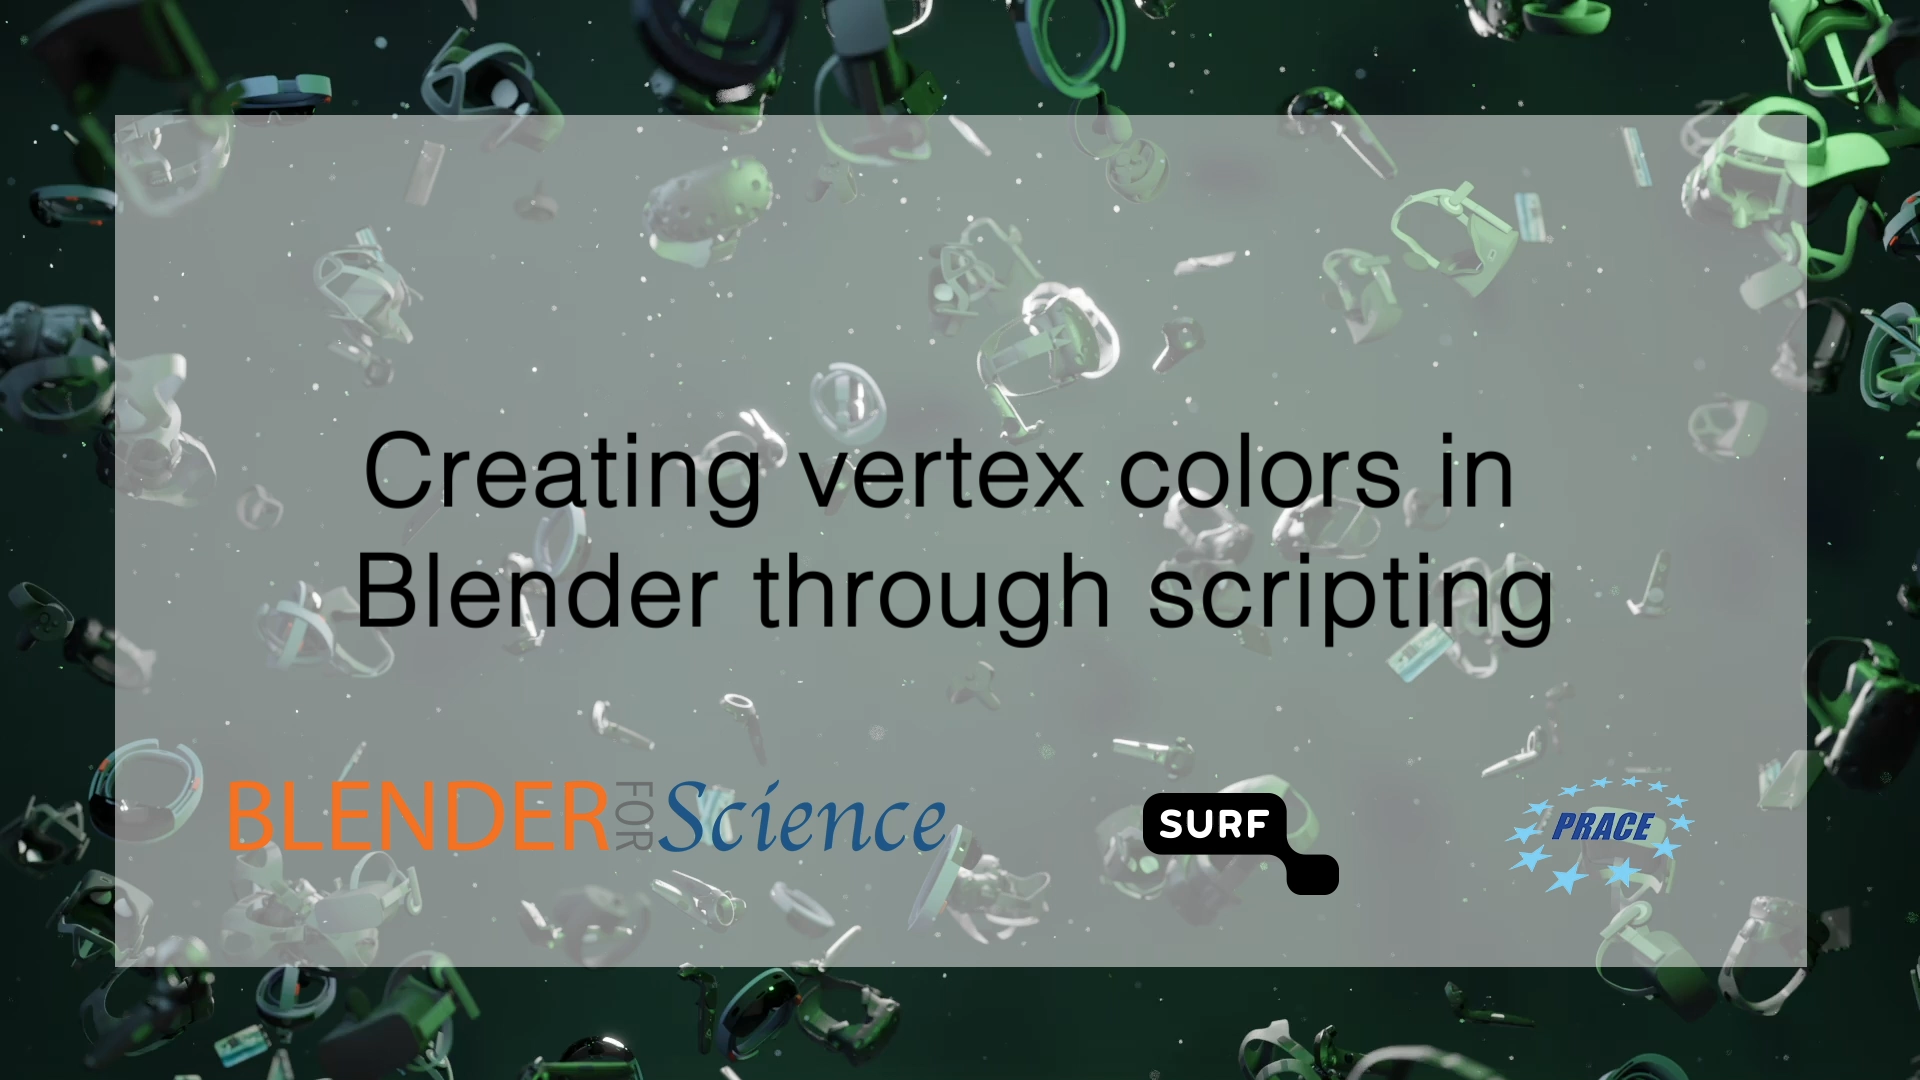 Creating vertex colors in
Blender through scripting
BLENDER FOR Science
SURF
PRACE